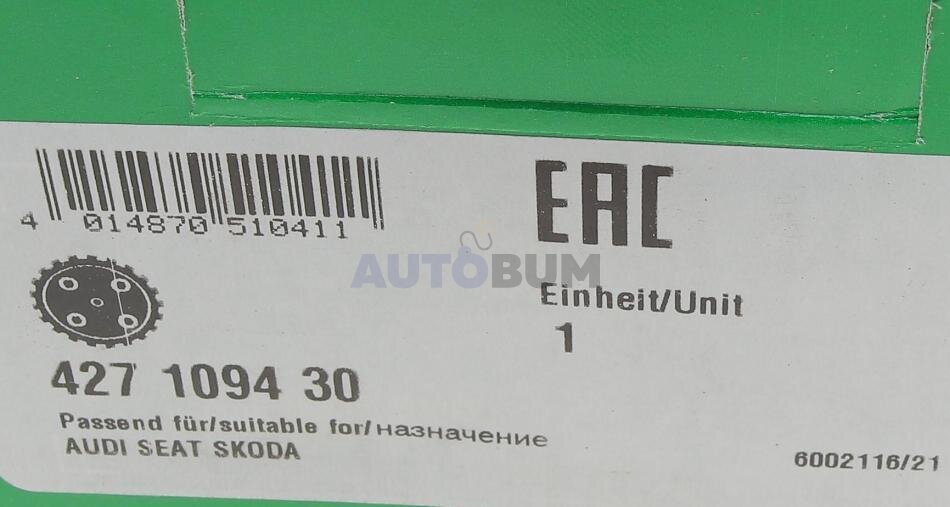 4 014870 510411
EAC
AUTOBUM
Einheit/Unit
1
427 1094 30
Passend für/suitable for/назначение
AUDI SEAT SKODA
6002116/21